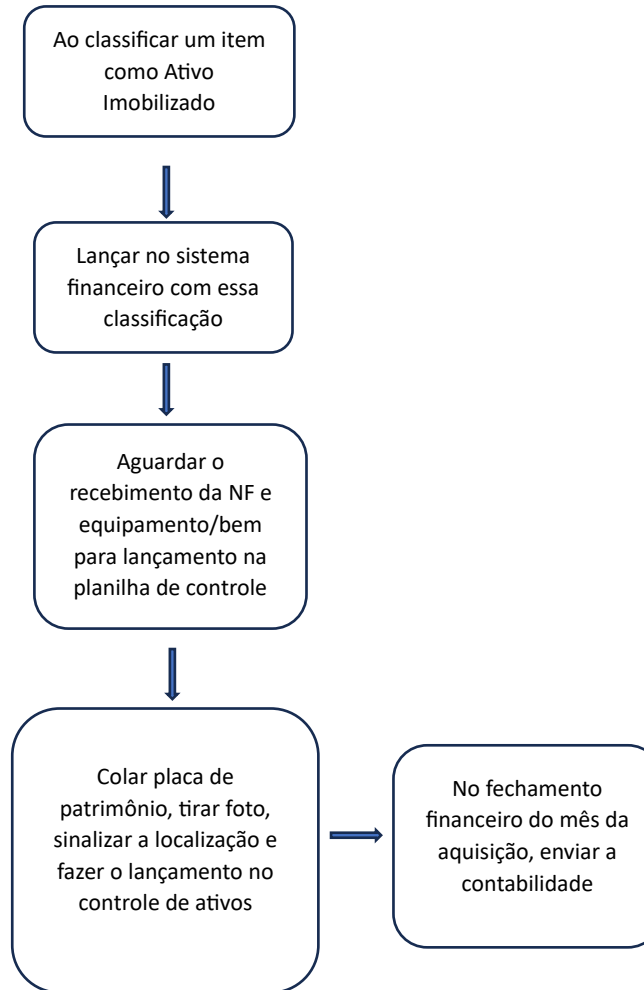 Ao classificar um item
como Ativo
Imobilizado
Lançar no sistema
financeiro com essa
classificação
Aguardar o
recebimento da NF e
equipamento/bem
para lançamento na
planilha de controle
Colar placa de
patrimônio, tirar foto,
sinalizar a localização e
fazer o lançamento no
controle de ativos
No fechamento
financeiro do mês da
aquisição, enviar a
contabilidade